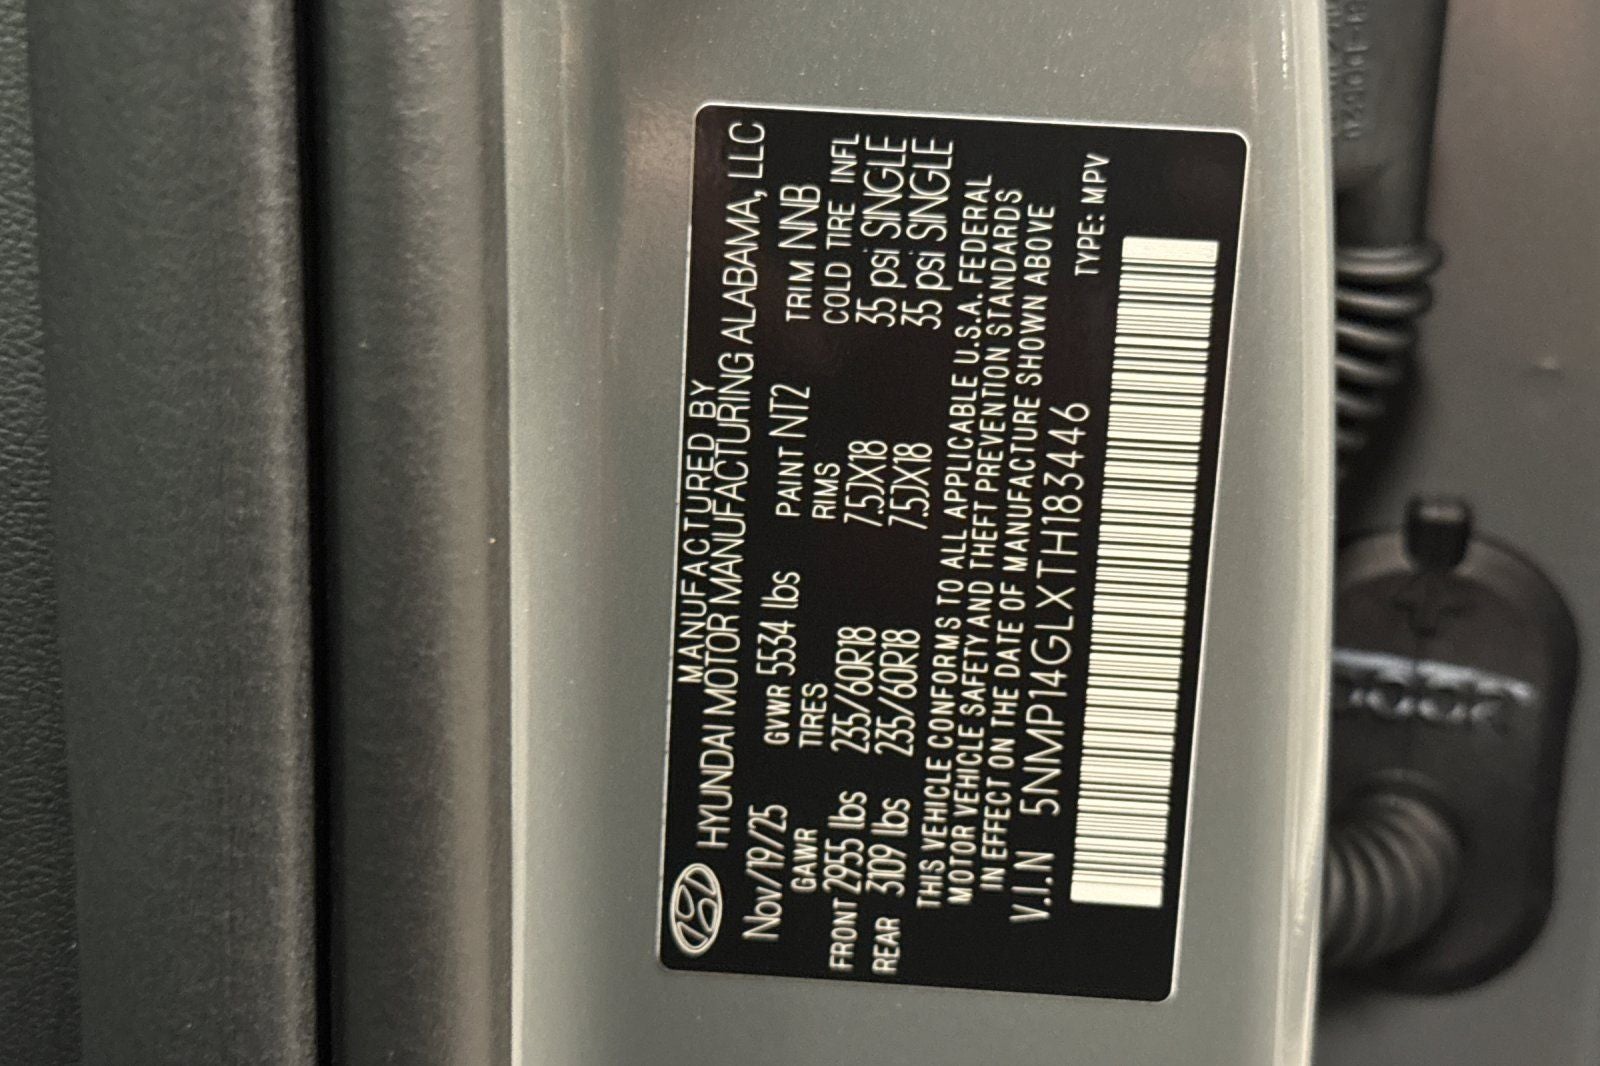 MANUFACTURED BY
HYUNDAI MOTOR MANUFACTURING ALABAMA, LLC
Nov/19/25 GVWR 5534 lbs PAINT NT2 TRIM NNB
GAWR TIRES RIMS COLD TIRE INFL
FRONT 2955 lbs 235/60R18 7.5JX18 35 psi SINGLE
REAR 3109 lbs 235/60R18 7.5JX18 35 psi SINGLE
THIS VEHICLE CONFORMS TO ALL APPLICABLE U.S.A. FEDERAL
MOTOR VEHICLE SAFETY AND THEFT PREVENTION STANDARDS
IN EFFECT ON THE DATE OF MANUFACTURE SHOWN ABOVE
V.I.N 5NMP14GLXTH183446 TYPE: MPV